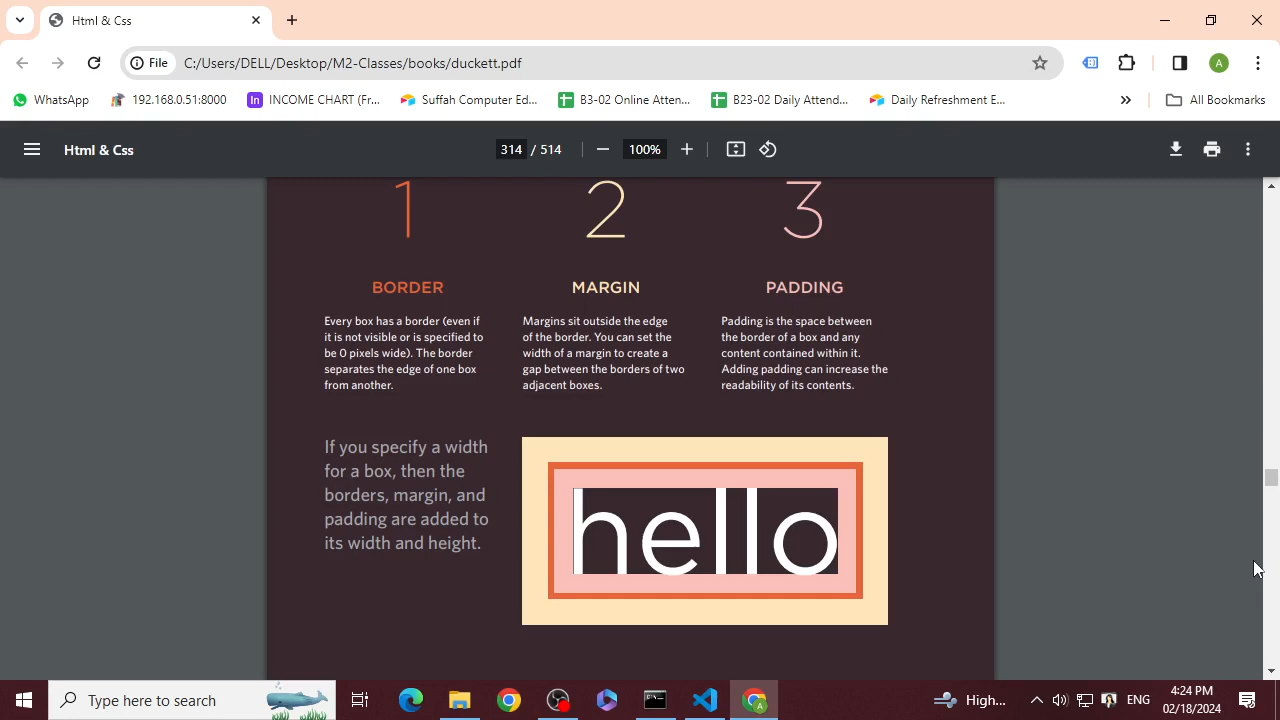 Html & Css
File
C:/Users/DELL/Desktop/M2-Classes/books/duckett.pdf
A
WhatsApp
192.168.0.51:8000
INCOME CHART (Fr...
Suffah Computer Ed...
B3-02 Online Atten...
B23-02 Daily Attend...
Daily Refreshment E...
All Bookmarks
Html & Css
314 / 514
100%
1
2
3
BORDER
MARGIN
PADDING
Every box has a border (even if
it is not visible or is specified to
be 0 pixels wide). The border
separates the edge of one box
from another.
Margins sit outside the edge
of the border. You can set the
width of a margin to create a
gap between the borders of two
adjacent boxes.
Padding is the space between
the border of a box and any
content contained within it.
Adding padding can increase the
readability of its contents.
If you specify a width
for a box, then the
borders, margin, and
padding are added to
its width and height.
hello
Type here to search
High...
ENG
4:24 PM
02/18/2024